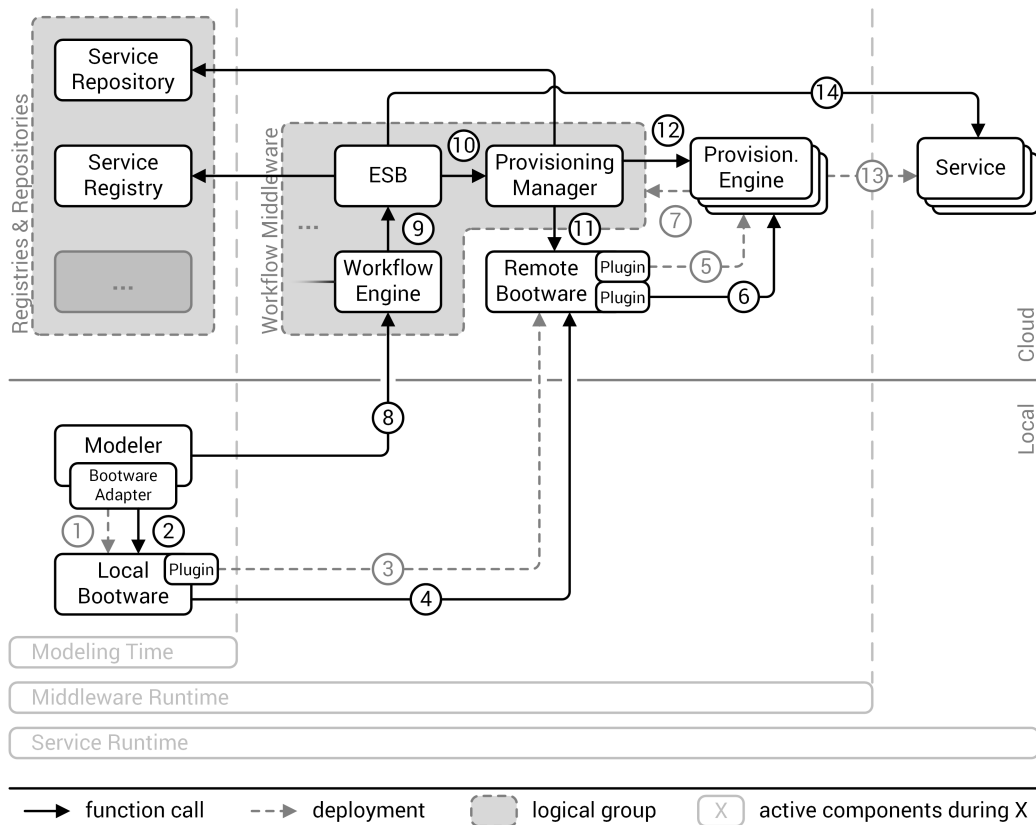 Service
Repository
Service
Registry
...
Registries & Repositories
Workflow Middleware
ESB
...
Workflow
Engine
Provisioning
Manager
Remote
Bootware
Plugin
Plugin
Provision.
Engine
Service
14
12
10
13
7
9
11
5
6
Cloud
Local
8
Modeler
Bootware
Adapter
1
2
Local
Bootware
Plugin
3
4
Modeling Time
Middleware Runtime
Service Runtime
function call
deployment
logical group
X
active components during X